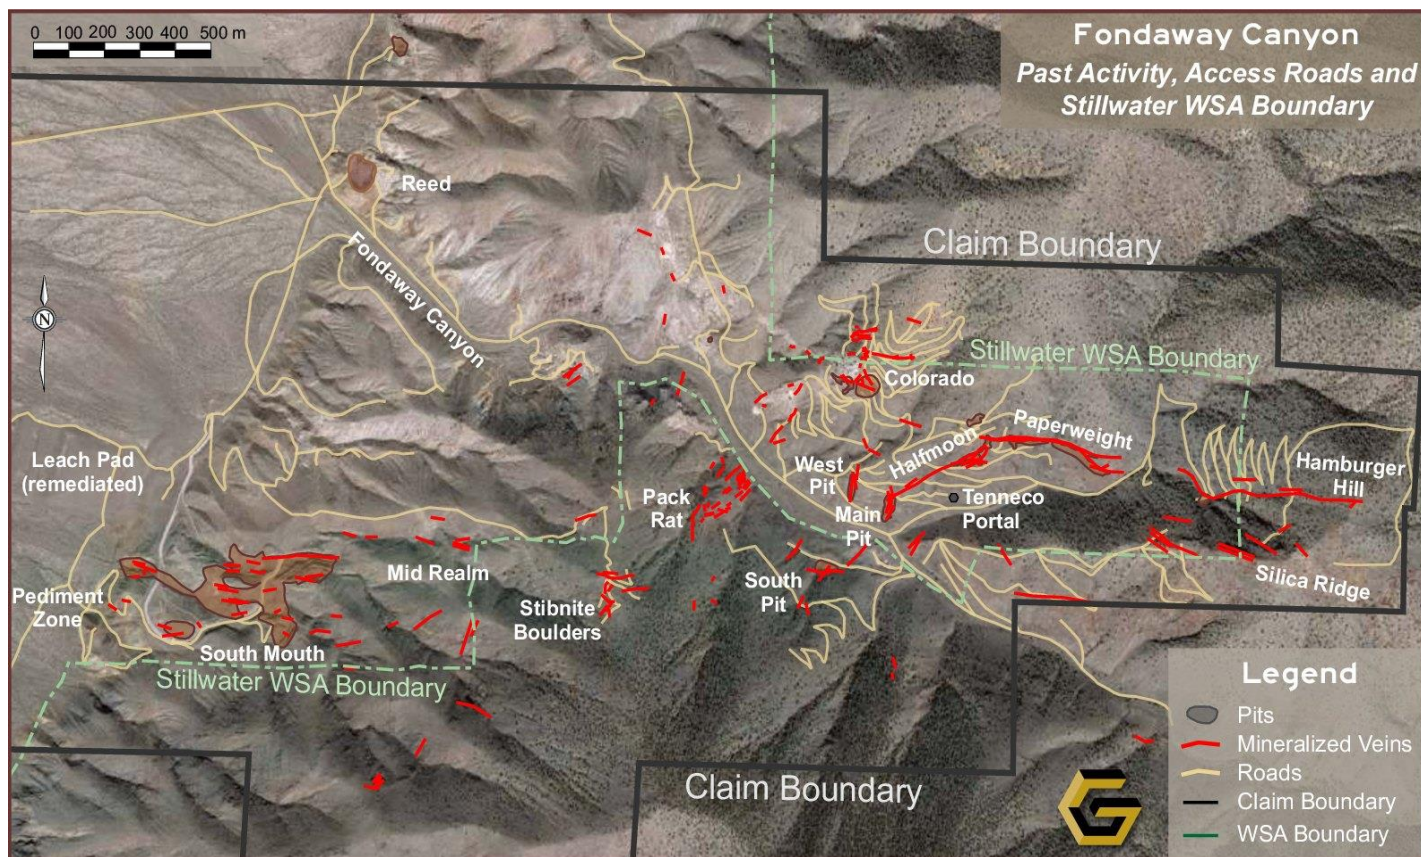 0 100 200 300 400 500 m
Fondaway Canyon
Past Activity, Access Roads and
Stillwater WSA Boundary
Reed
Fondaway Canyon
Claim Boundary
Stillwater WSA Boundary
Colorado
Paperweight
Halfmoon
West
Pit
Hamburger
Hill
Leach Pad
(remediated)
Pack
Rat
Main
Pit
Tenneco
Portal
Mid Realm
South
Pit
Silica Ridge
Pediment
Zone
Stibnite
Boulders
South Mouth
Stillwater WSA Boundary
Claim Boundary
N
Legend
Pits
Mineralized Veins
Roads
Claim Boundary
WSA Boundary